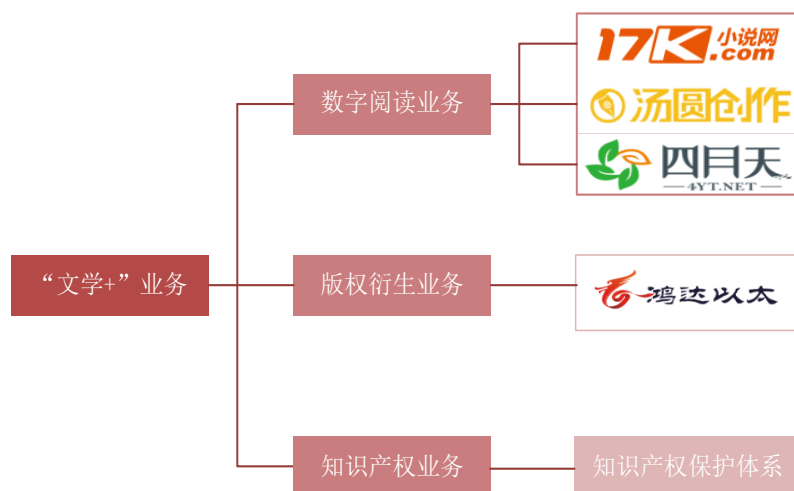 17K小说网
.com
数字阅读业务
汤圆创作
四月天
4YT.NET
“文学+”业务
版权衍生业务
鸿达以太
知识产权业务
知识产权保护体系